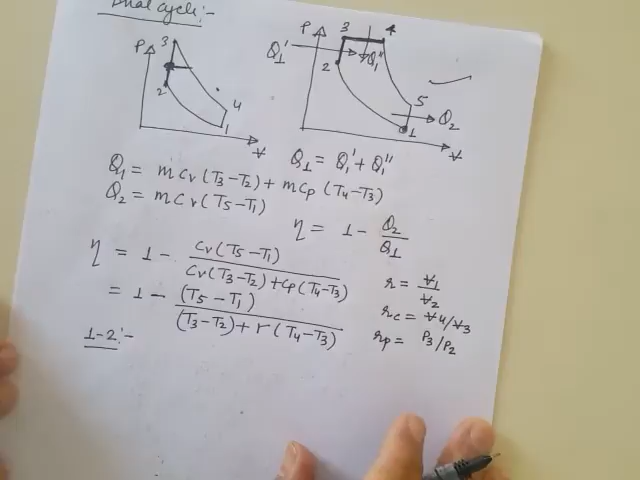 Dual cycle:-
P 3 2 4 1 V
P 3 4 2 5 1 V Q1' Q1'' Q2
Q1 = Q1' + Q1''
Q1 = mCv(T3-T2) + mCp(T4-T3)
Q2 = mCv(T5-T1)
η = 1 - Q2/Q1
η = 1 - Cv(T5-T1) / Cv(T3-T2)+Cp(T4-T3)
= 1 - (T5-T1) / (T3-T2)+r(T4-T3)
r = V1/V2
rc = V4/V3
rp = P3/P2
1-2:-